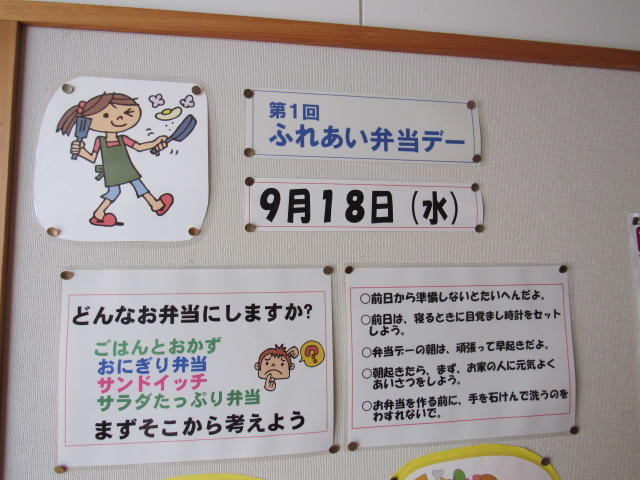 第1回
ふれあい弁当デー
9月18日（水）
どんなお弁当にしますか?
ごはんとおかず
おにぎり弁当
サンドイッチ
サラダたっぷり弁当
まずそこから考えよう
?
○前日から準備しないとたいへんだよ。
○前日は、寝るときに目覚まし時計をセット
しよう。
○弁当デーの朝は、頑張って早起きだよ。
○朝起きたら、まず、お家の人に元気よく
あいさつをしよう。
○お弁当を作る前に、手を石けんで洗うのを
わすれないで。